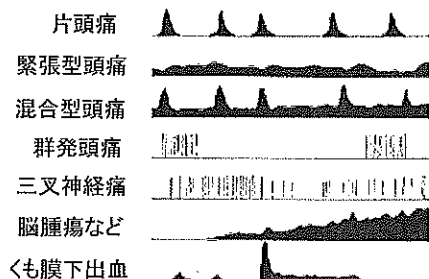 片頭痛
緊張型頭痛
混合型頭痛
群発頭痛
三叉神経痛
脳腫瘍など
くも膜下出血